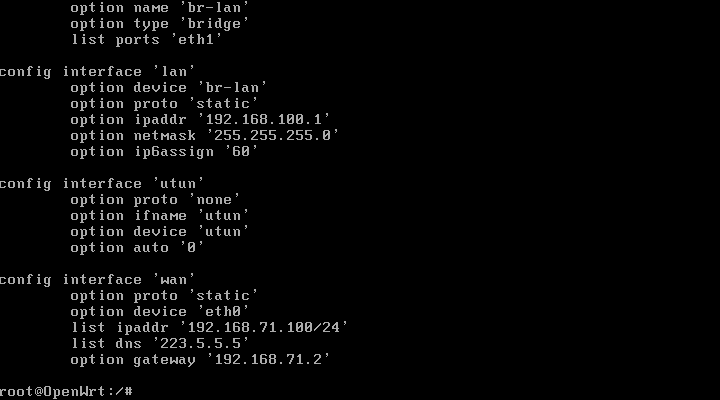 option name 'br-lan'
option type 'bridge'
list ports 'eth1'
config interface 'lan'
option device 'br-lan'
option proto 'static'
option ipaddr '192.168.100.1'
option netmask '255.255.255.0'
option ip6assign '60'
config interface 'utun'
option proto 'none'
option ifname 'utun'
option device 'utun'
option auto '0'
config interface 'wan'
option proto 'static'
option device 'eth0'
list ipaddr '192.168.71.100/24'
list dns '223.5.5.5'
option gateway '192.168.71.2'
root@OpenWrt:/#